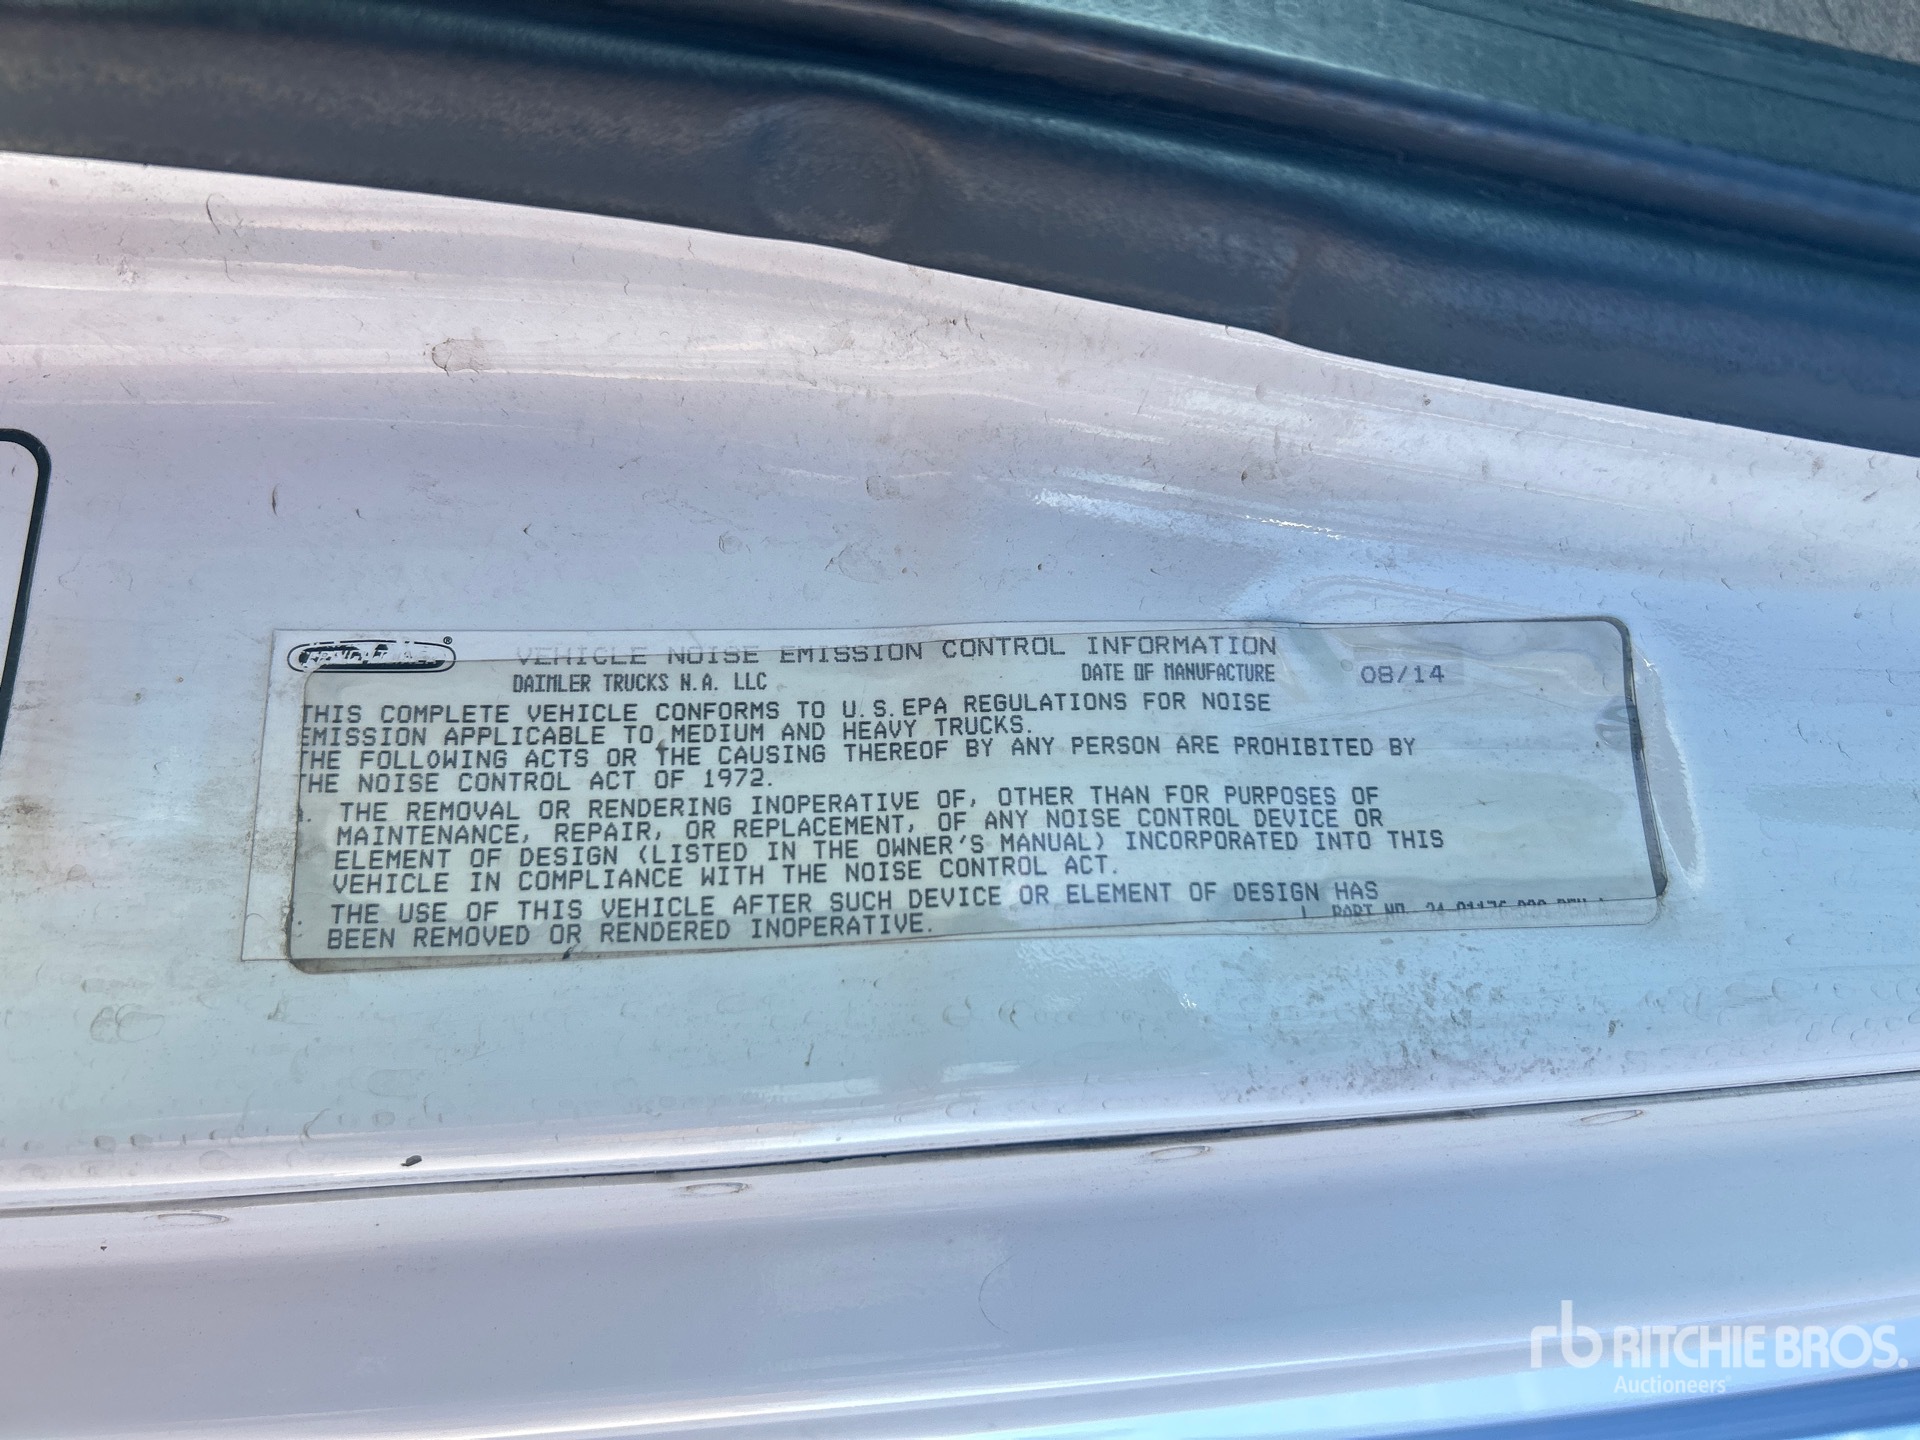 VEHICLE NOISE EMISSION CONTROL INFORMATION
DAIMLER TRUCKS N.A. LLC DATE OF MANUFACTURE 08/14
THIS COMPLETE VEHICLE CONFORMS TO U.S.EPA REGULATIONS FOR NOISE
EMISSION APPLICABLE TO MEDIUM AND HEAVY TRUCKS.
THE FOLLOWING ACTS OR THE CAUSING THEREOF BY ANY PERSON ARE PROHIBITED BY
THE NOISE CONTROL ACT OF 1972.
THE REMOVAL OR RENDERING INOPERATIVE OF, OTHER THAN FOR PURPOSES OF
MAINTENANCE, REPAIR, OR REPLACEMENT, OF ANY NOISE CONTROL DEVICE OR
ELEMENT OF DESIGN (LISTED IN THE OWNER'S MANUAL) INCORPORATED INTO THIS
VEHICLE IN COMPLIANCE WITH THE NOISE CONTROL ACT.
THE USE OF THIS VEHICLE AFTER SUCH DEVICE OR ELEMENT OF DESIGN HAS
BEEN REMOVED OR RENDERED INOPERATIVE.
PART NO.
rb RITCHIE BROS.
Auctioneers